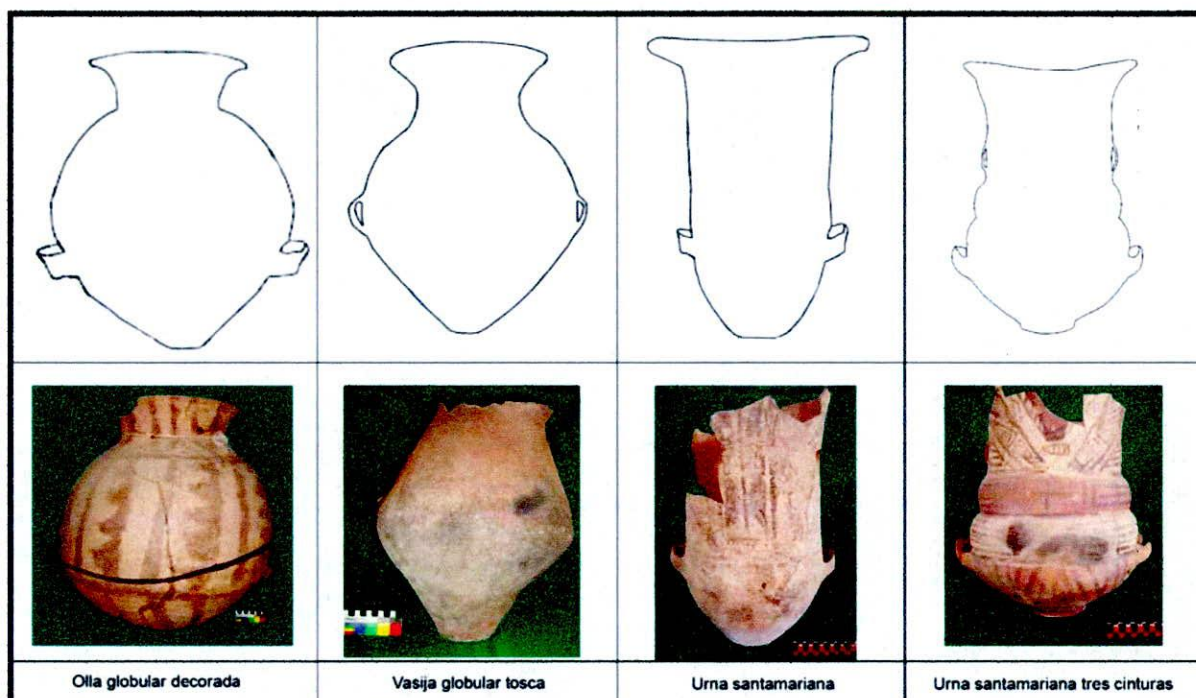 Olla globular decorada
Vasija globular tosca
Urna santamariana
Urna santamariana tres cinturas